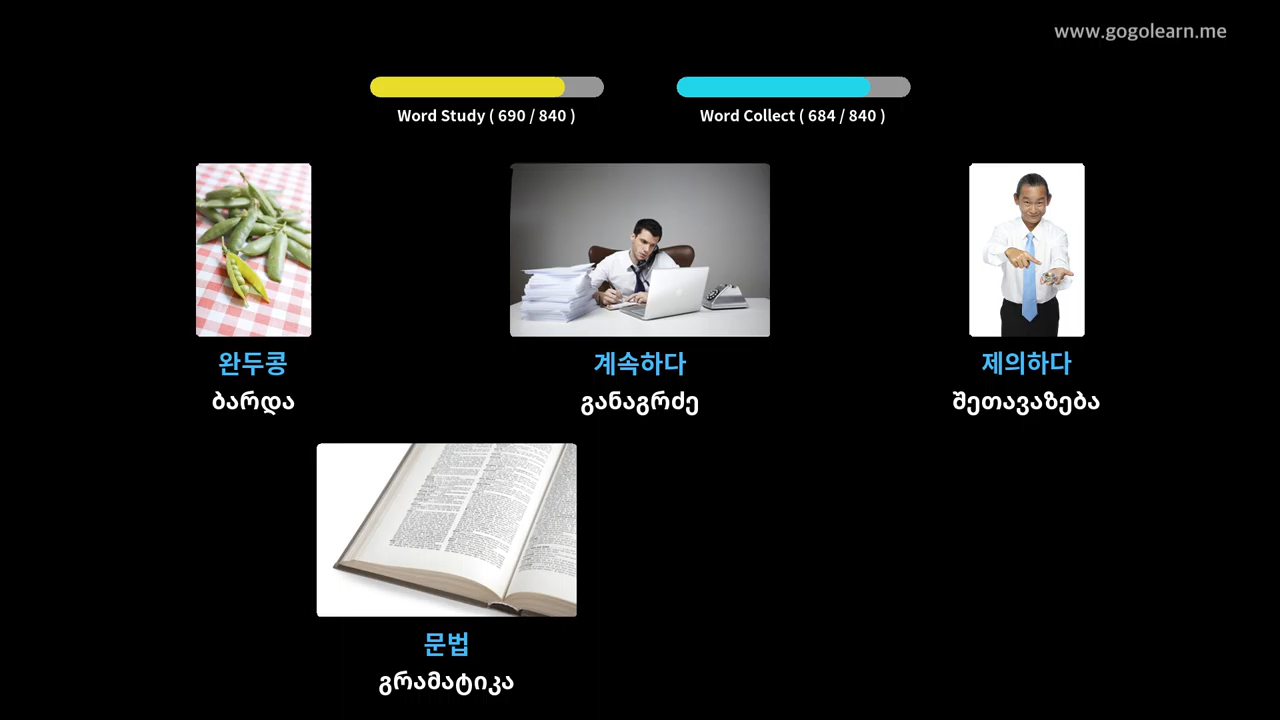 www.gogolearn.me
Word Study ( 690 / 840 )
Word Collect ( 684 / 840 )
완두콩
ბარდა
계속하다
განაგრძე
제의하다
შეთავაზება
문법
გრამატიკა